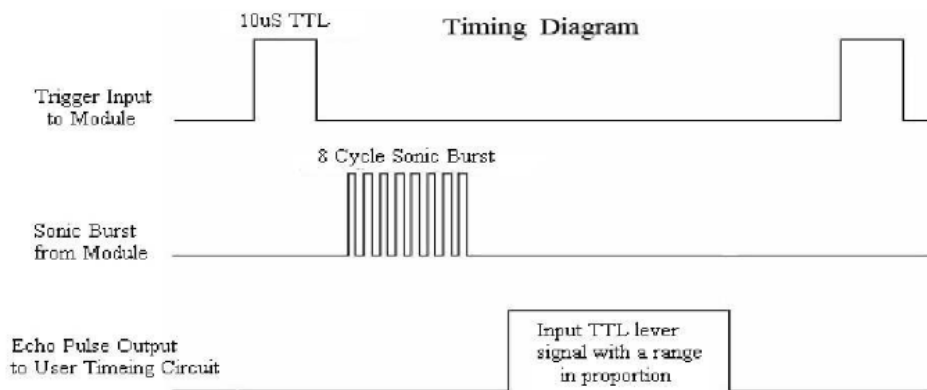 10uS TTL
Timing Diagram
Trigger Input
to Module
8 Cycle Sonic Burst
Sonic Burst
from Module
Echo Pulse Output
to User Timeing Circuit
Input TTL lever
signal with a range
in proportion